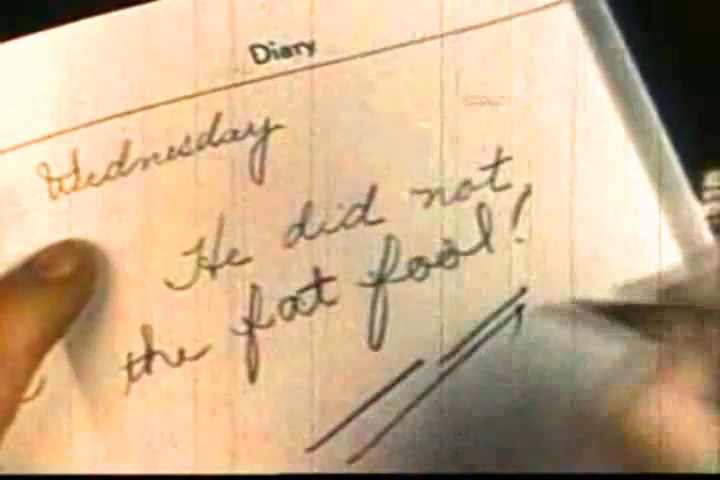 Diary
Wednesday
He did not,
the fat fool!